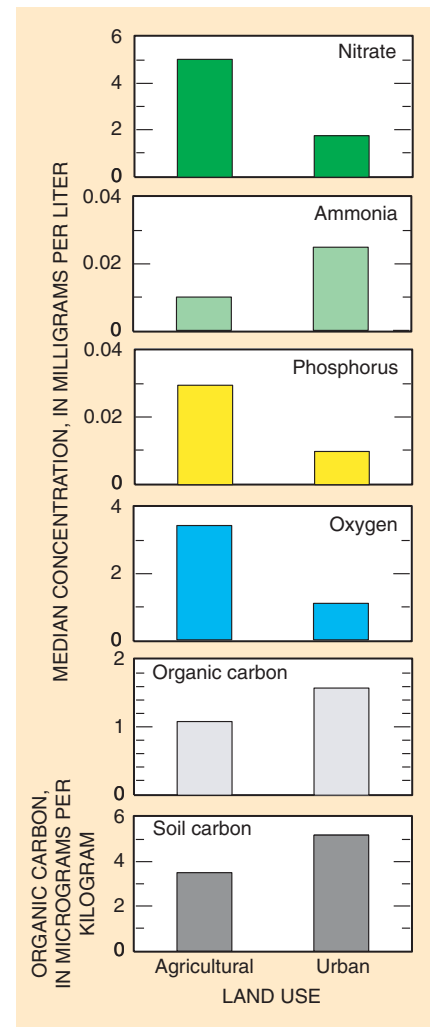 MEDIAN CONCENTRATION, IN MILLIGRAMS PER LITER
6
4
2
0
Nitrate
0.04
0.02
0
Ammonia
0.04
0.02
0
Phosphorus
4
2
0
Oxygen
2
1
0
Organic carbon
ORGANIC CARBON,
IN MICROGRAMS PER
KILOGRAM
6
4
2
0
Soil carbon
Agricultural Urban
LAND USE